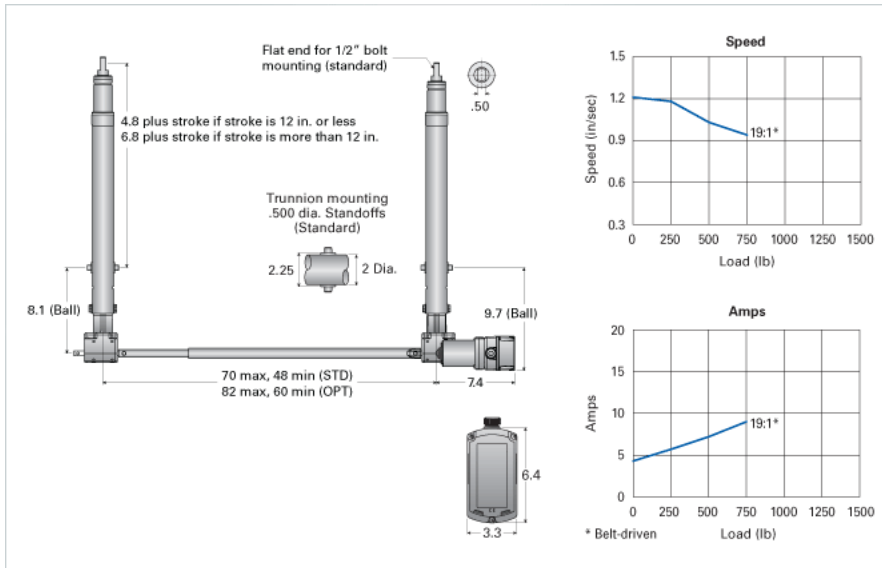 Flat end for 1/2" bolt
mounting (standard)
.50
4.8 plus stroke if stroke is 12 in. or less
6.8 plus stroke if stroke is more than 12 in.
Trunnion mounting
.500 dia. Standoffs
(Standard)
2.25
2 Dia.
8.1 (Ball)
9.7 (Ball)
70 max, 48 min (STD)
82 max, 60 min (OPT)
7.4
6.4
3.3
Speed
Speed (in/sec)
1.5
1.2
0.9
0.6
0.3
19:1*
0 250 500 750 1000 1250 1500
Load (lb)
Amps
Amps
20
15
10
5
0
19:1*
0 250 500 750 1000 1250 1500
* Belt-driven
Load (lb)